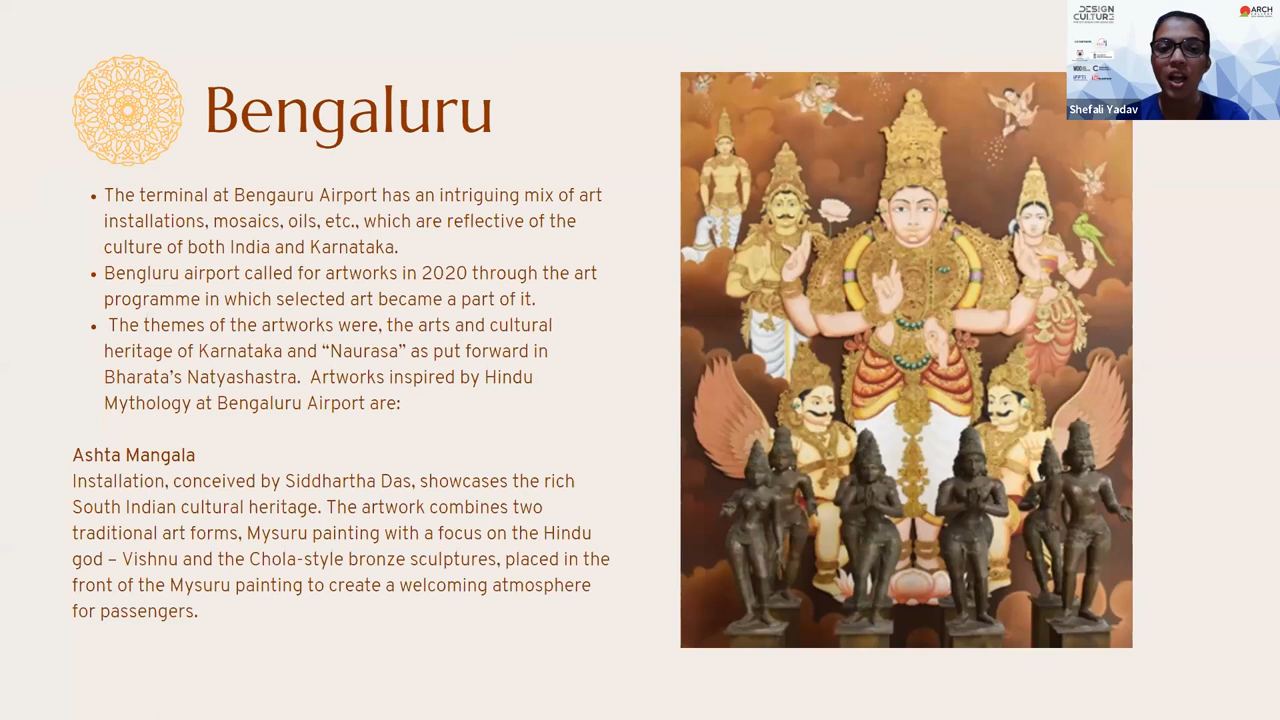 Bengaluru
• The terminal at Bengauru Airport has an intriguing mix of art
installations, mosaics, oils, etc., which are reflective of the
culture of both India and Karnataka.
• Bengluru airport called for artworks in 2020 through the art
programme in which selected art became a part of it.
• The themes of the artworks were, the arts and cultural
heritage of Karnataka and “Naurasa” as put forward in
Bharata’s Natyashastra. Artworks inspired by Hindu
Mythology at Bengaluru Airport are:
Ashta Mangala
Installation, conceived by Siddhartha Das, showcases the rich
South Indian cultural heritage. The artwork combines two
traditional art forms, Mysuru painting with a focus on the Hindu
god – Vishnu and the Chola-style bronze sculptures, placed in the
front of the Mysuru painting to create a welcoming atmosphere
for passengers.
DESIGN
CULTURE
ARCH
Shefali Yadav